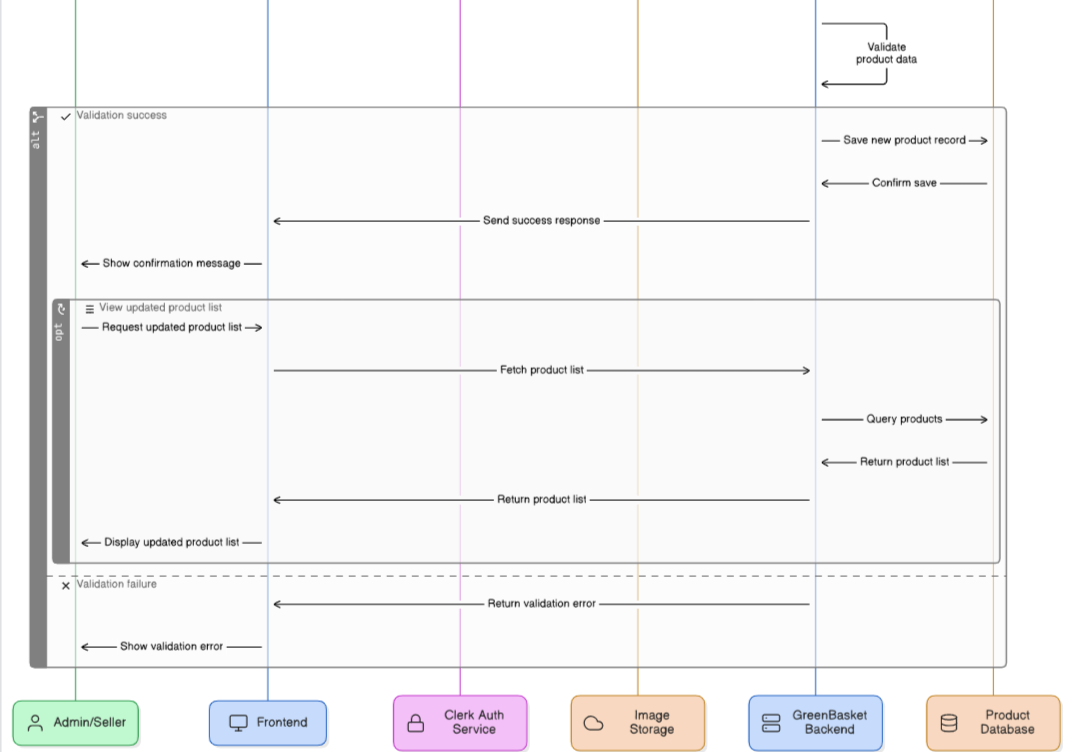 Validate
product data
alt
Validation success
Save new product record
Confirm save
Send success response
Show confirmation message
opt
View updated product list
Request updated product list
Fetch product list
Query products
Return product list
Return product list
Display updated product list
Validation failure
Return validation error
Show validation error
Admin/Seller
Frontend
Clerk Auth
Service
Image
Storage
GreenBasket
Backend
Product
Database